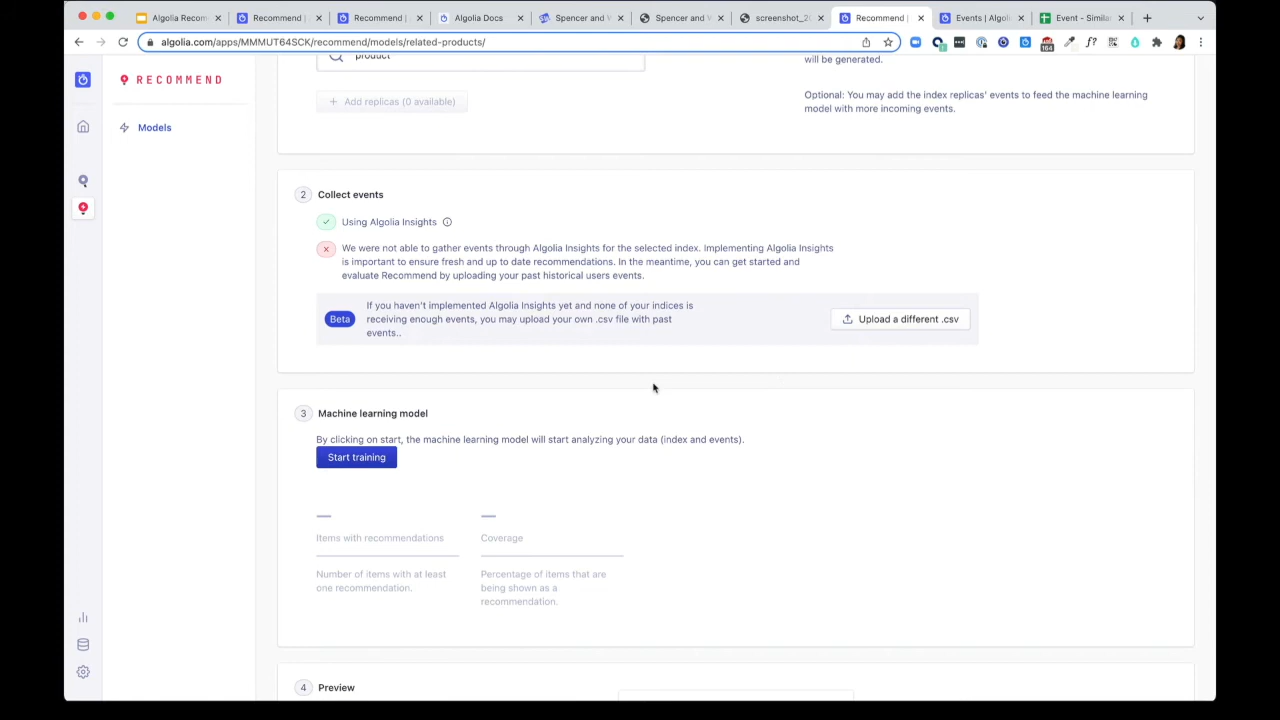 Algolia Recom
Recommend |
Recommend |
Algolia Docs
Spencer and W
Spencer and W
screenshot_20
Recommend |
Events | Algoli
Event - Similar
algolia.com/apps/MMMUT64SCK/recommend/models/related-products/
164
f?
RECOMMEND
Models
product
will be generated.
+ Add replicas (0 available)
Optional: You may add the index replicas' events to feed the machine learning
model with more incoming events.
2 Collect events
Using Algolia Insights
We were not able to gather events through Algolia Insights for the selected index. Implementing Algolia Insights
is important to ensure fresh and up to date recommendations. In the meantime, you can get started and
evaluate Recommend by uploading your past historical users events.
Beta
If you haven't implemented Algolia Insights yet and none of your indices is
receiving enough events, you may upload your own .csv file with past
events..
Upload a different .csv
3 Machine learning model
By clicking on start, the machine learning model will start analyzing your data (index and events).
Start training
Items with recommendations
Number of items with at least
one recommendation.
Coverage
Percentage of items that are
being shown as a
recommendation.
4 Preview